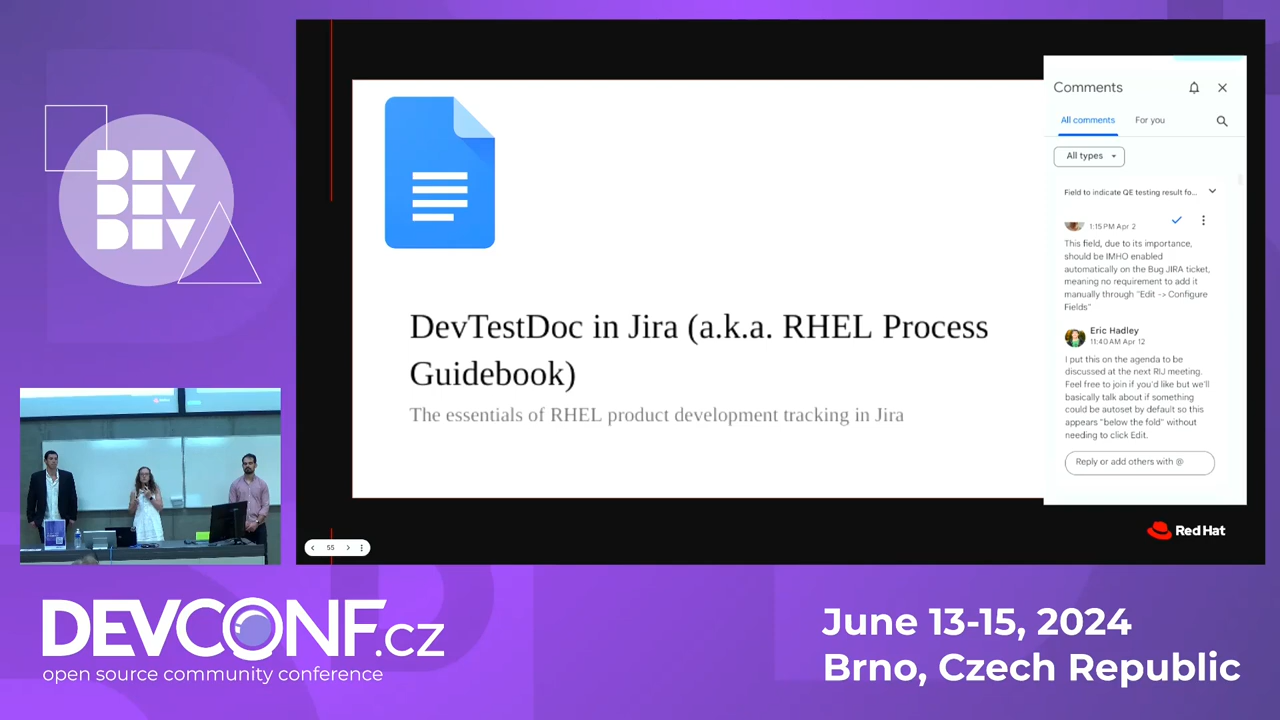 DEV
DEV
DEV
DevTestDoc in Jira (a.k.a. RHEL Process
Guidebook)
The essentials of RHEL product development tracking in Jira
Comments
All comments
For you
All types
Field to indicate QE testing result fo...
1:15 PM Apr 2
This field, due to its importance,
should be IMHO enabled
automatically on the Bug JIRA ticket,
meaning no requirement to add it
manually through "Edit -> Configure
Fields"
Eric Hadley
11:40 AM Apr 12
I put this on the agenda to be
discussed at the next RIJ meeting.
Feel free to join if you'd like but we'll
basically talk about if something
could be autoset by default so this
appears "below the fold" without
needing to click Edit.
Reply or add others with @
Red Hat
55
DEVCONF.cz
open source community conference
June 13-15, 2024
Brno, Czech Republic